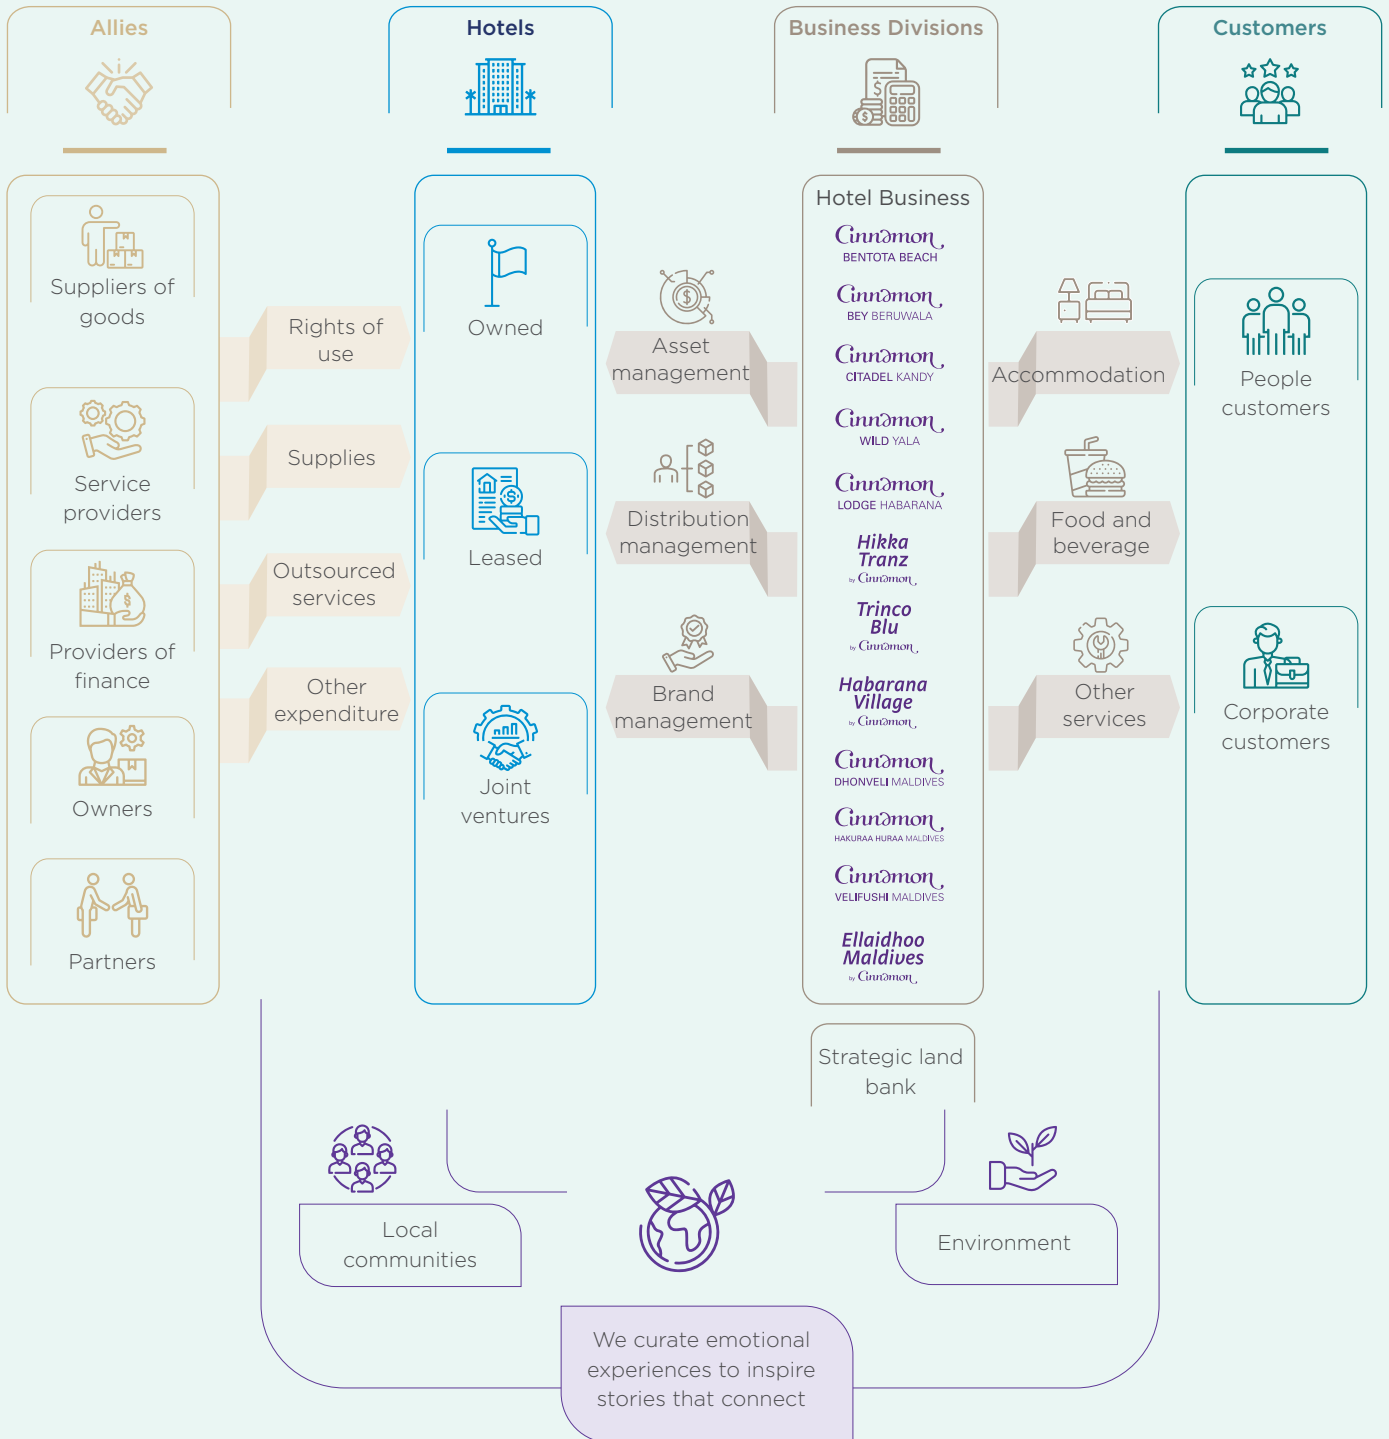 Allies
Hotels
Business Divisions
Customers
Suppliers of
goods
Service
providers
Providers of
finance
Owners
Partners
Rights of
use
Supplies
Outsourced
services
Other
expenditure
Owned
Leased
Joint
ventures
Asset
management
Distribution
management
Brand
management
Hotel Business
Cinnamon
BENTOTA BEACH
Cinnamon
BEY BERUWALA
Cinnamon
CITADEL KANDY
Cinnamon
WILD YALA
Cinnamon
LODGE HABARANA
Hikka
Tranz
by Cinnamon
Trinco
Blu
by Cinnamon
Habarana
Village
by Cinnamon
Cinnamon
DHONVELI MALDIVES
Cinnamon
HAKURAA HURAA MALDIVES
Cinnamon
VELIFUSHI MALDIVES
Ellaidhoo
Maldives
by Cinnamon
Strategic land
bank
Accommodation
Food and
beverage
Other
services
People
customers
Corporate
customers
Local
communities
Environment
We curate emotional
experiences to inspire
stories that connect